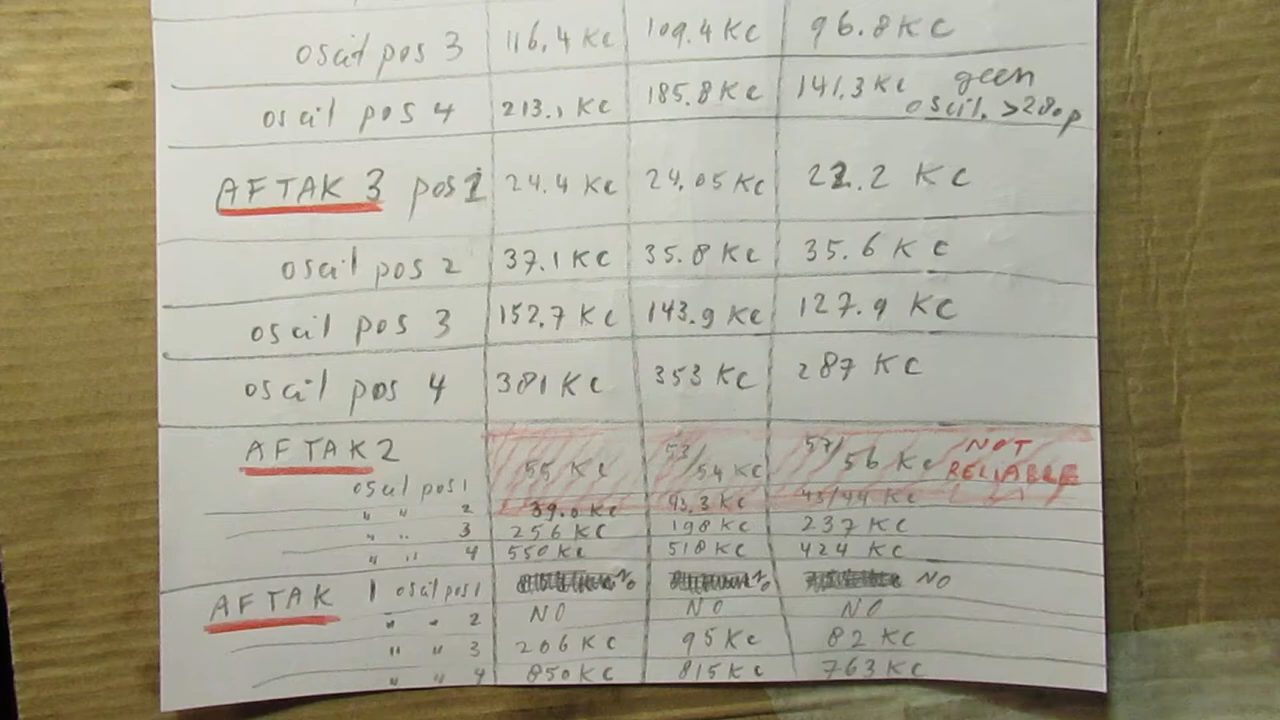 oscil pos 3 116.4 Kc 109.4 Kc 96.8 KC
oscil pos 4 213.1 Kc 185.8 Kc 141.3 Kc geen
oscil. >280p
AFTAK 3 pos 1 24.4 Kc 24.05 Kc 22.2 KC
oscil pos 2 37.1 KC 35.8 Kc 35.6 K C
oscil pos 3 152.7 Kc 143.9 Kc 127.9 KC
oscil pos 4 381 Kc 353 Kc 287 KC
AFTAK 2 55 Kc 53/54 Kc 57/56 Kc NOT
RELIABLE
oscil pos 1
" " 2 39.0 Kc 43.3 Kc 43/44 Kc
" " 3 256 KC 198 Kc 237 KC
" " 4 550 Kc 518 Kc 424 KC
AFTAK 1 oscil pos 1 No No NO
" " 2 NO NO NO
" " 3 206 KC 95 Kc 82 KC
" " 4 850 KC 815 Kc 763 KC